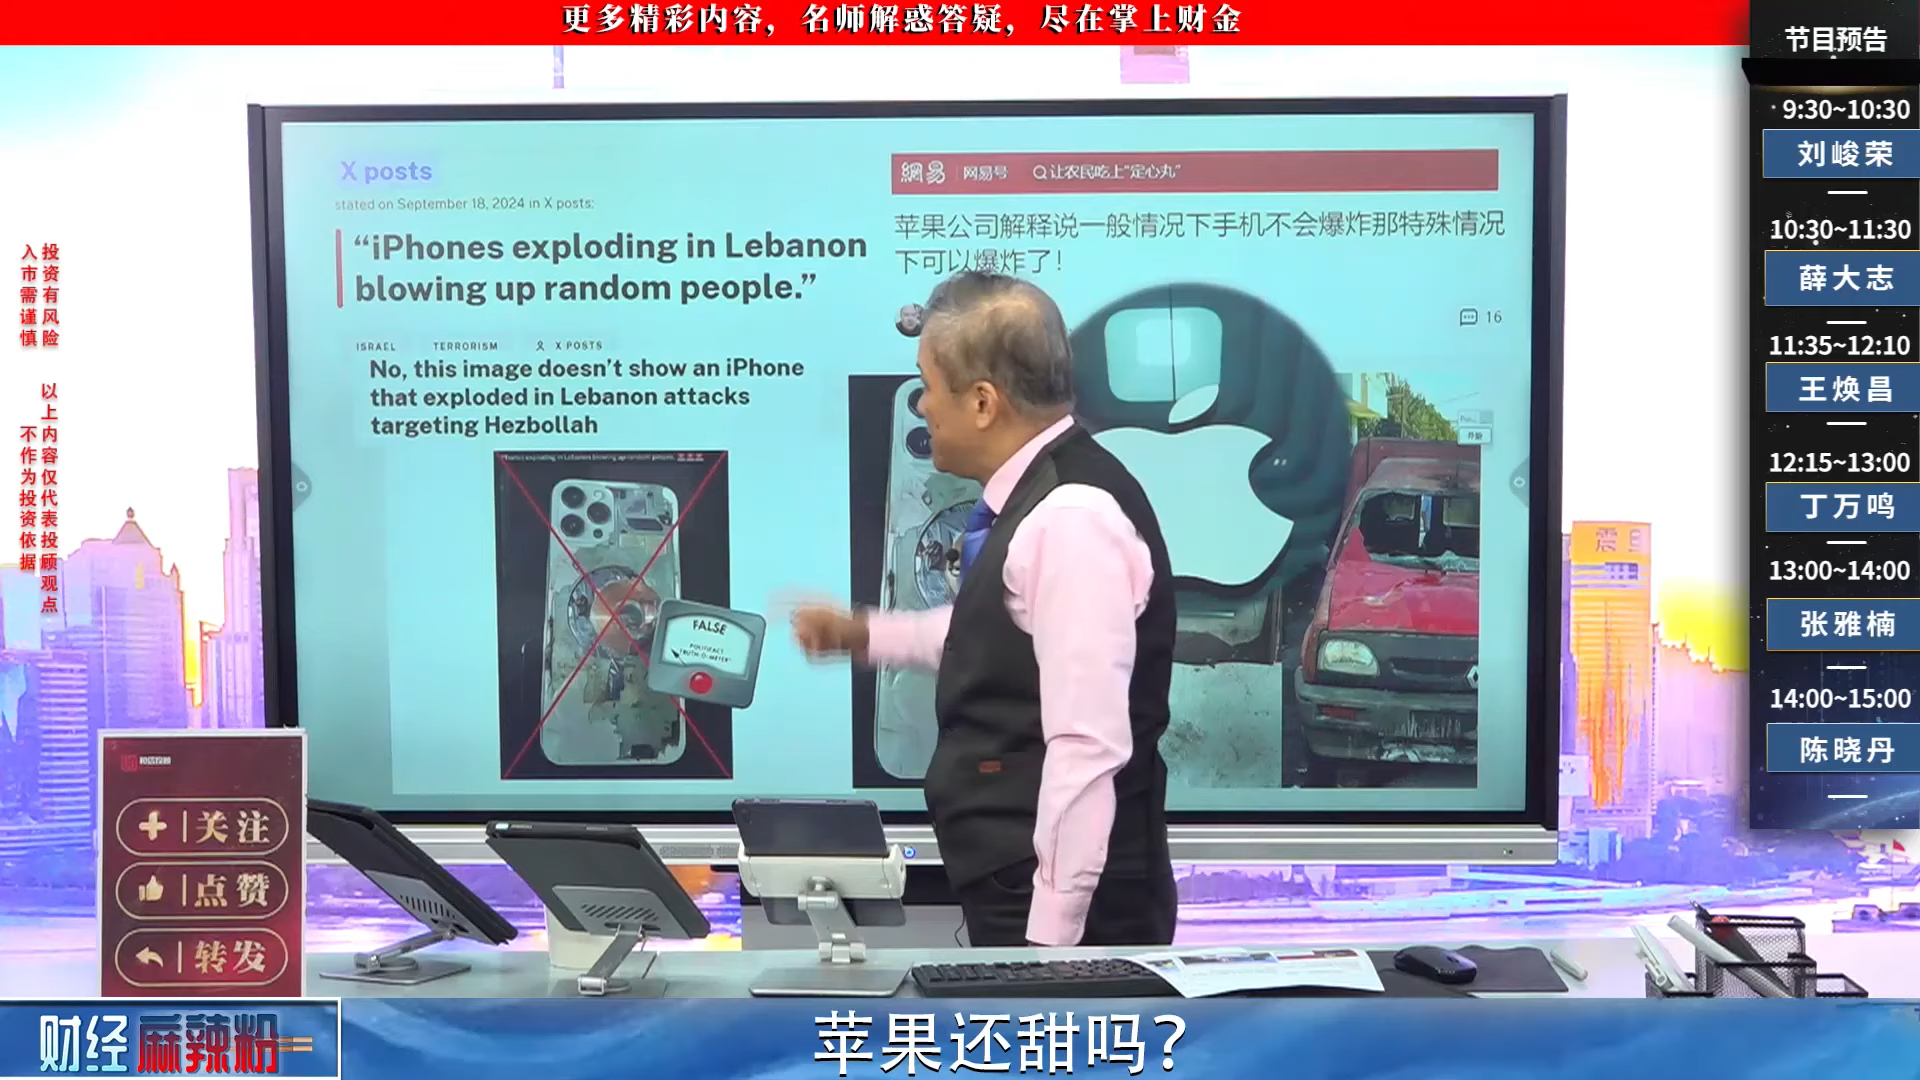 更多精彩内容，名师解惑答疑，尽在掌上财金
节目预告
9:30~10:30
刘峻荣
10:30~11:30
薛大志
11:35~12:10
王焕昌
12:15~13:00
丁万鸣
13:00~14:00
张雅楠
14:00~15:00
陈晓丹
投资有风险
入市需谨慎
以上内容仅代表投顾观点
不作为投资依据
X posts
stated on September 18, 2024 in X posts:
“iPhones exploding in Lebanon
blowing up random people.”
ISRAEL TERRORISM X POSTS
No, this image doesn’t show an iPhone
that exploded in Lebanon attacks
targeting Hezbollah
FALSE
POLITIFACT
TRUTH-O-METER™
網易 网易号 让农民吃上“定心丸”
苹果公司解释说一般情况下手机不会爆炸那特殊情况
下可以爆炸了！
16
关注
点赞
转发
财经麻辣粉
苹果还甜吗？